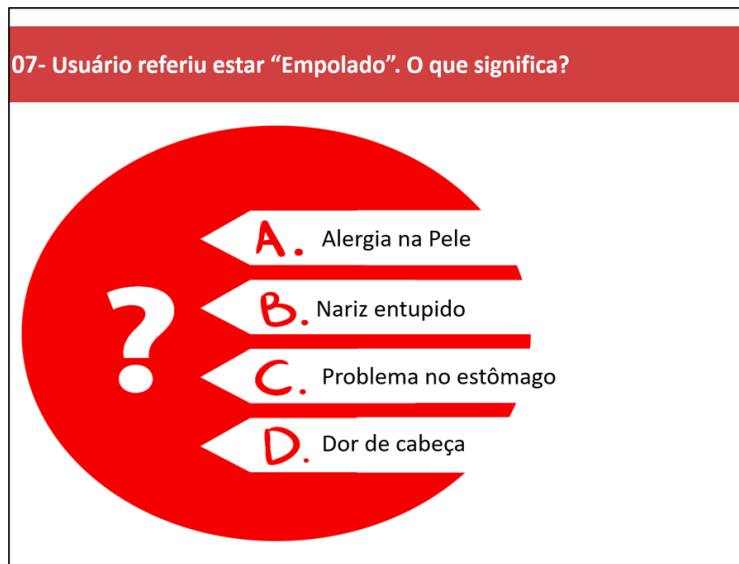 07- Usuário referiu estar “Empolado”. O que significa?
?
A. Alergia na Pele
B. Nariz entupido
C. Problema no estômago
D. Dor de cabeça